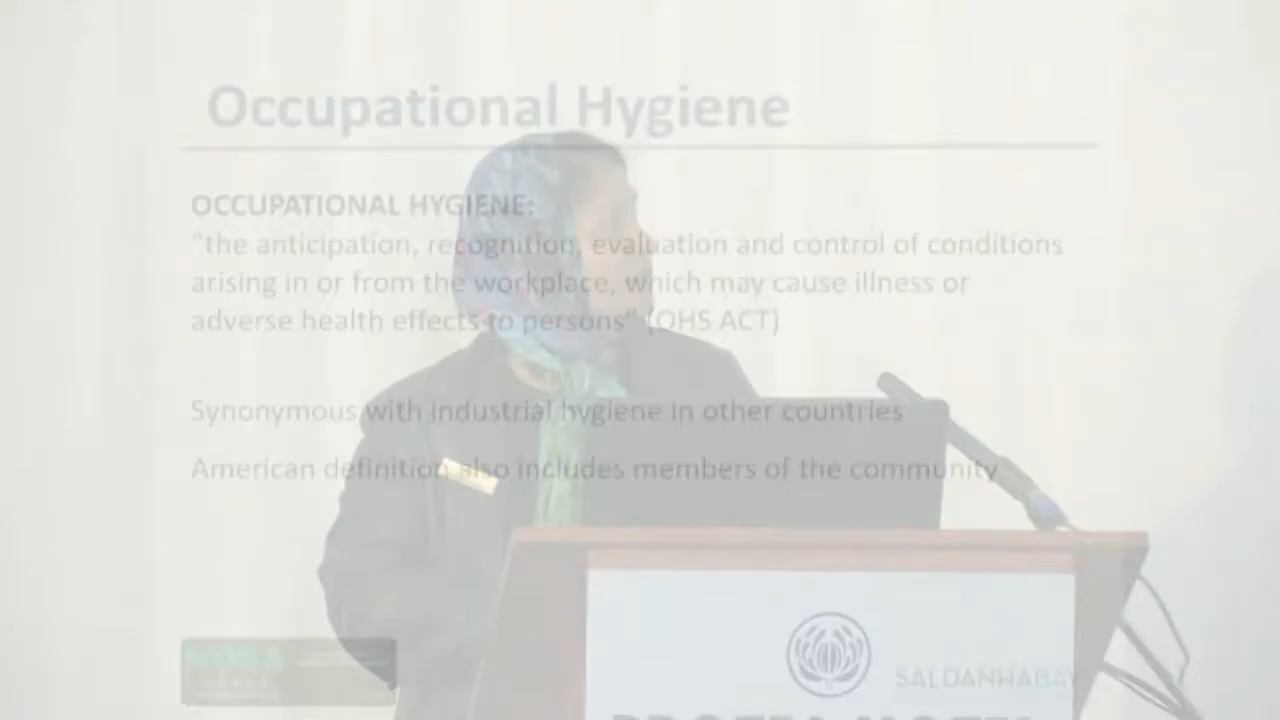 Occupational Hygiene
OCCUPATIONAL HYGIENE:
"the anticipation, recognition, evaluation and control of conditions
arising in or from the workplace, which may cause illness or
adverse health effects to persons" (OHS ACT)
Synonymous with industrial hygiene in other countries
American definition also includes members of the community
SALDANHA BAY